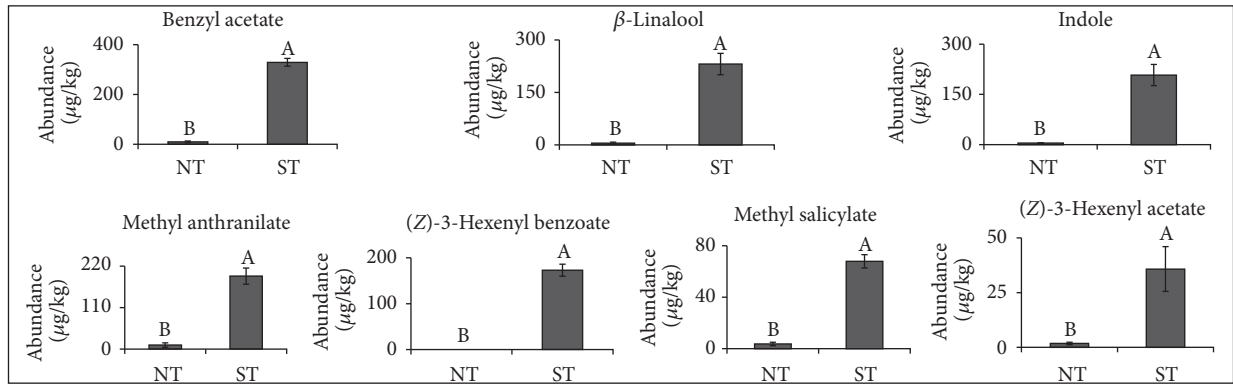 Benzyl acetate
Abundance
(μg/kg)
400
200
0
B
A
NT ST
β-Linalool
Abundance
(μg/kg)
300
150
0
B
A
NT ST
Indole
Abundance
(μg/kg)
300
150
0
B
A
NT ST
Methyl anthranilate
Abundance
(μg/kg)
220
110
0
B
A
NT ST
(Z)-3-Hexenyl benzoate
Abundance
(μg/kg)
200
100
0
B
A
NT ST
Methyl salicylate
Abundance
(μg/kg)
80
40
0
B
A
NT ST
(Z)-3-Hexenyl acetate
Abundance
(μg/kg)
50
25
0
B
A
NT ST